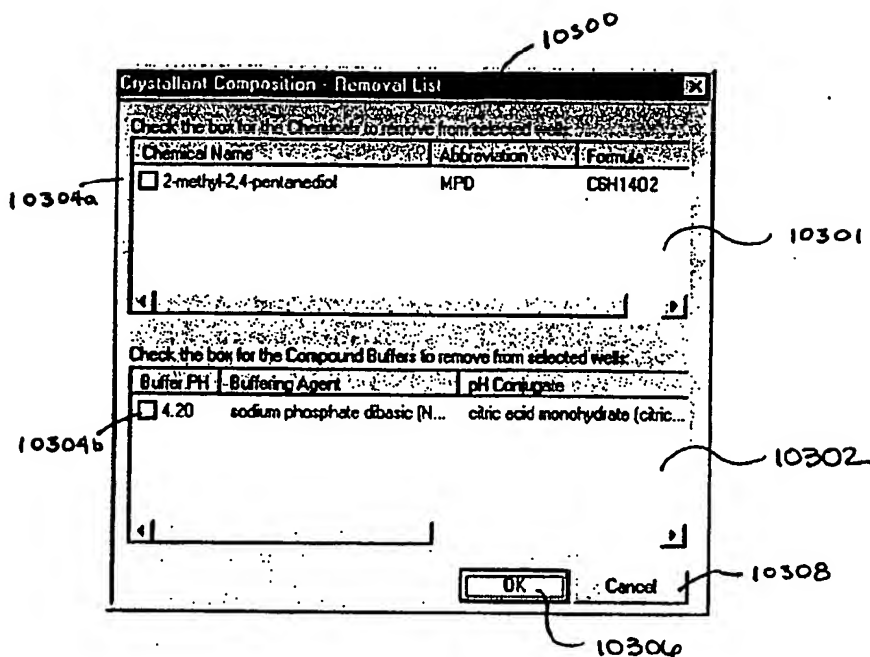 10300
Crystallant Composition - Removal List
Check the box for the Chemicals to remove from selected wells:
Chemical Name Abbreviation Formula
10304a
2-methyl-2,4-pentanediol MPD C6H14O2
10301
Check the box for the Compound Buffers to remove from selected wells:
Buffer PH Buffering Agent pH Conjugate
4.20 sodium phosphate dibasic (N... citric acid monohydrate (citric...
10304b
10302
OK Cancel
10308
10306